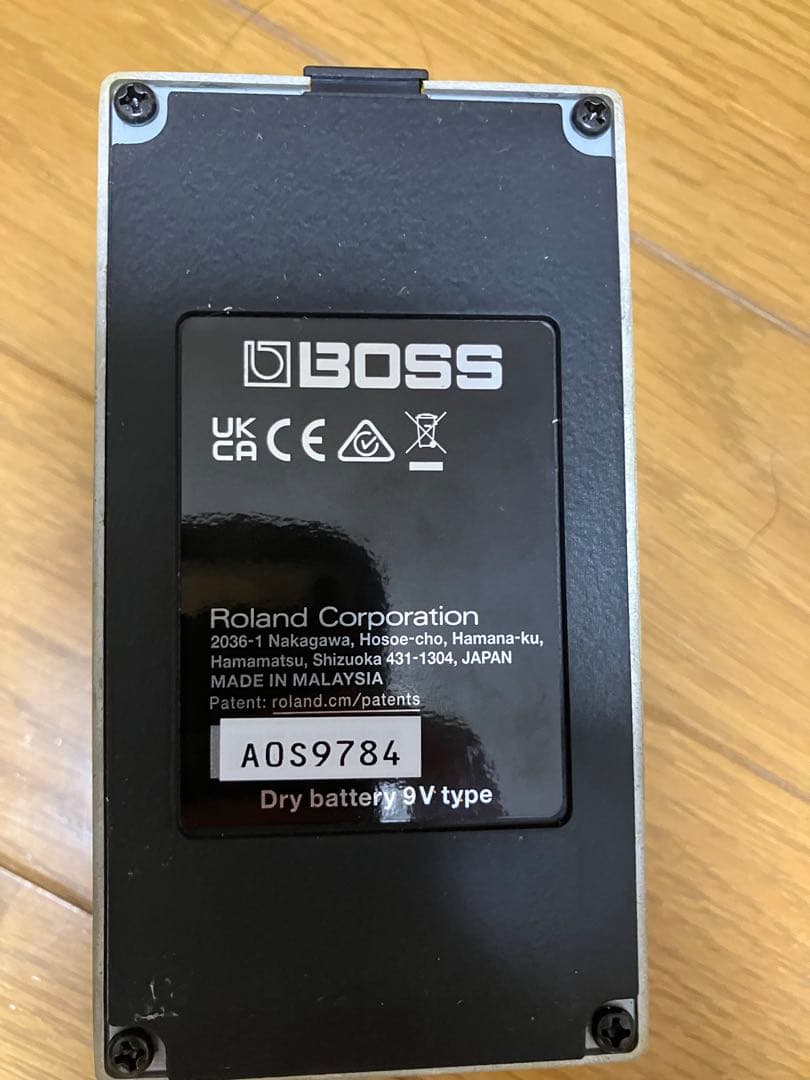 BOSS
UK
CA CE
Roland Corporation
2036-1 Nakagawa, Hosoe-cho, Hamana-ku,
Hamamatsu, Shizuoka 431-1304, JAPAN
MADE IN MALAYSIA
Patent: roland.cm/patents
A0S9784
Dry battery 9V type